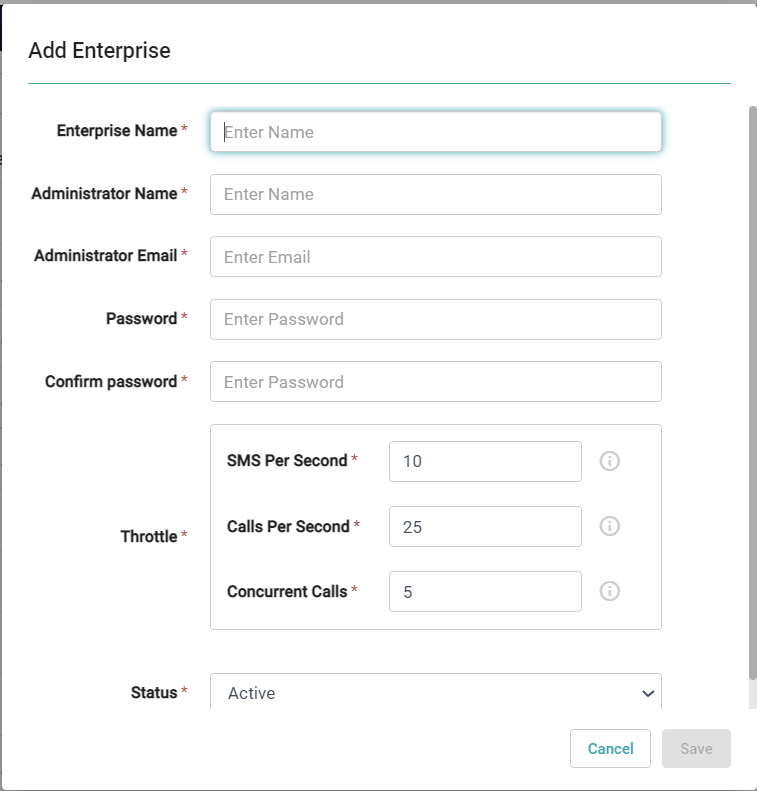 Add Enterprise
Enterprise Name *
Enter Name
Administrator Name *
Enter Name
Administrator Email *
Enter Email
Password *
Enter Password
Confirm password *
Enter Password
Throttle *
SMS Per Second *
10
Calls Per Second *
25
Concurrent Calls *
5
Status *
Active
Cancel
Save